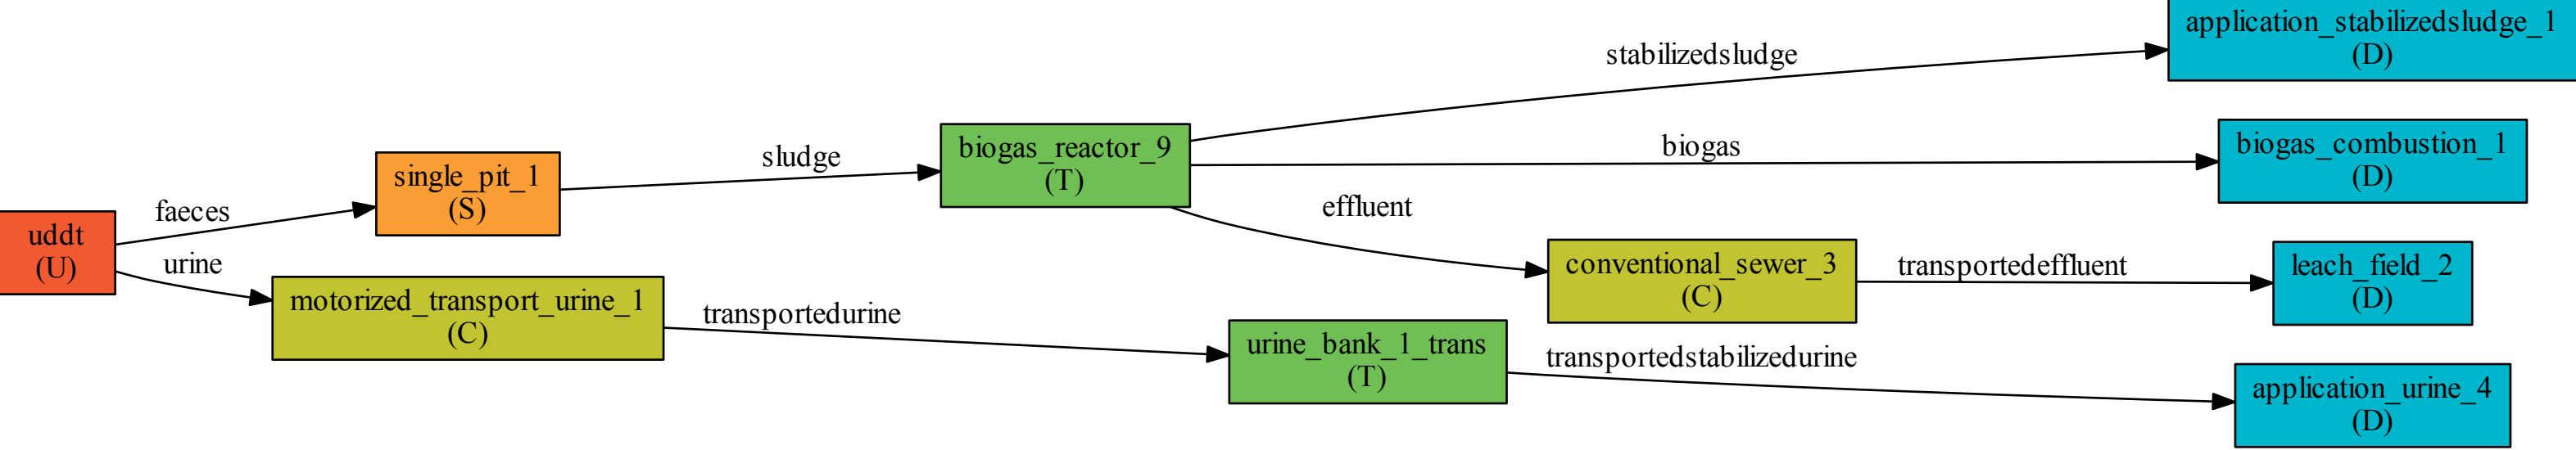 application_stabilizedsludge_1
(D)
stabilizedsludge
biogas_reactor_9
(T)
biogas
biogas_combustion_1
(D)
sludge
single_pit_1
(S)
faeces
effluent
uddt
(U)
urine
conventional_sewer_3
(C)
transportedeffluent
leach_field_2
(D)
motorized_transport_urine_1
(C)
transportedurine
urine_bank_1_trans
(T)
transportedstabilizedurine
application_urine_4
(D)